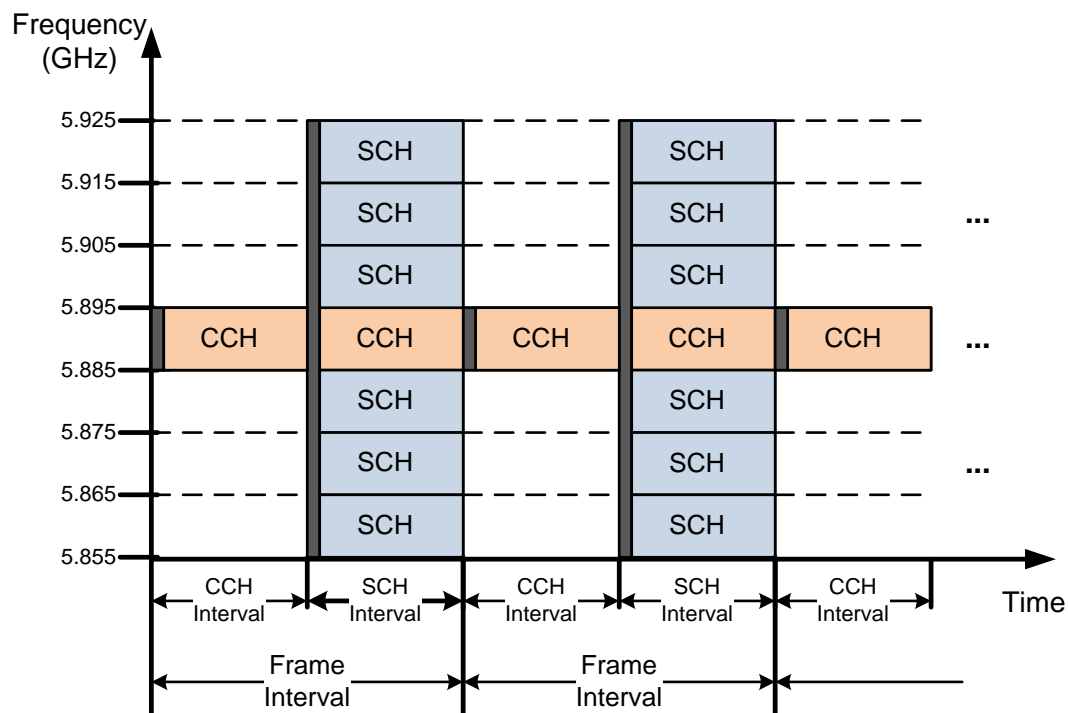 Frequency
(GHz)
5.925
SCH SCH
5.915
SCH SCH ...
5.905
SCH SCH
5.895
CCH CCH CCH CCH CCH ...
5.885
SCH SCH
5.875
SCH SCH ...
5.865
SCH SCH
5.855
CCH SCH CCH SCH CCH
Interval Interval Interval Interval Interval
Time
Frame Frame
Interval Interval